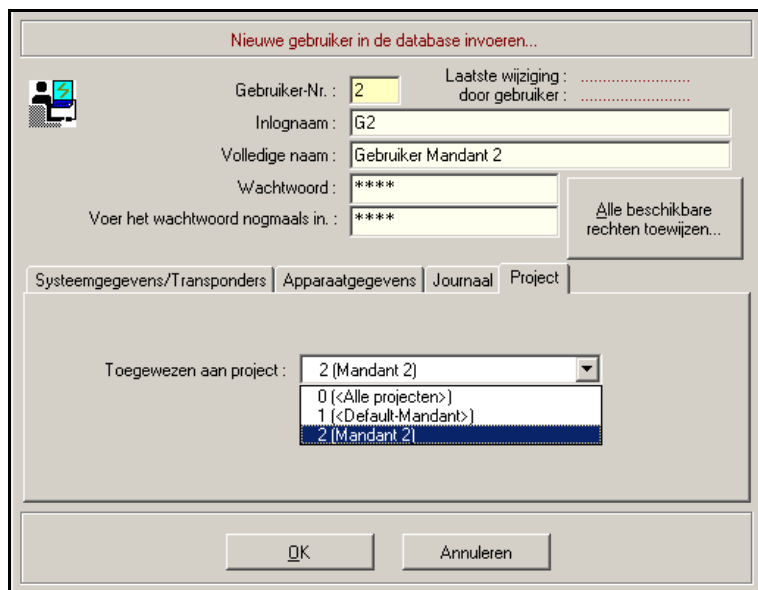 Nieuwe gebruiker in de database invoeren...
Gebruiker-Nr. : 2
Laatste wijziging : ........................
door gebruiker : ........................
Inlognaam : G2
Volledige naam : Gebruiker Mandant 2
Wachtwoord : ****
Voer het wachtwoord nogmaals in. : ****
Alle beschikbare
rechten toewijzen...
Systeemgegevens/Transponders Apparaatgegevens Journaal Project
Toegewezen aan project : 2 (Mandant 2)
0 (<Alle projecten>)
1 (<Default-Mandant>)
2 (Mandant 2)
OK Annuleren